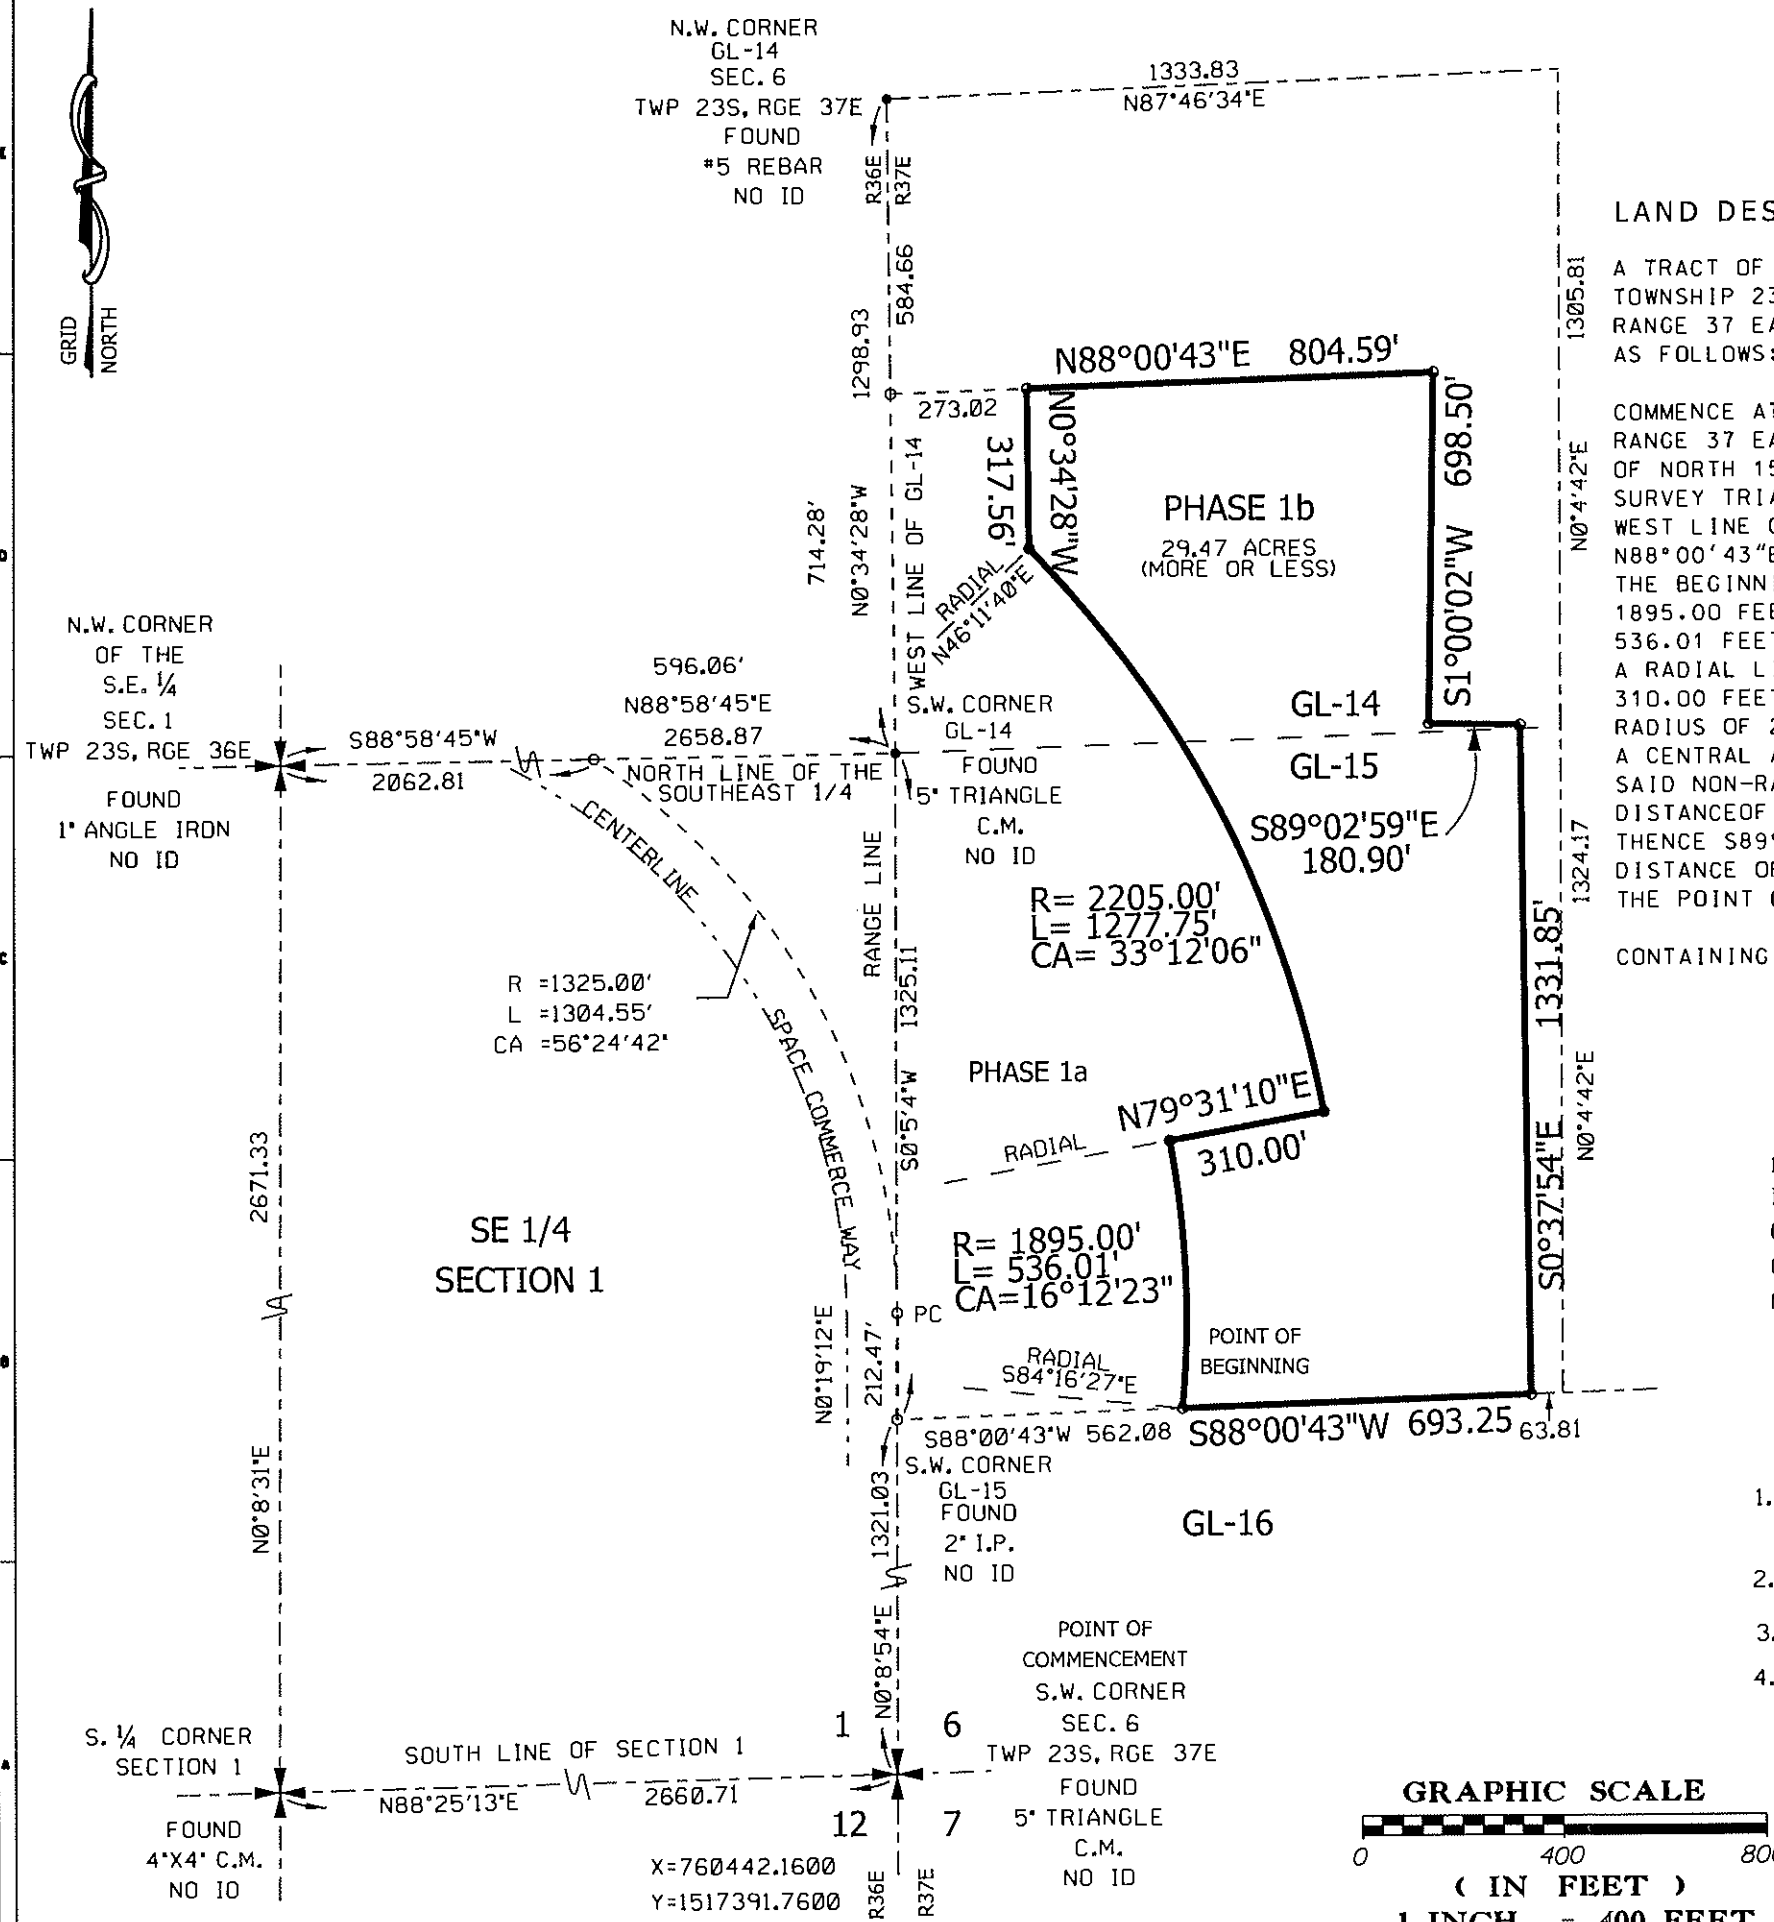 N.W. CORNER
GL-14
SEC. 6
TWP 23S, RGE 37E
FOUND
#5 REBAR
NO ID
GRID
NORTH
1333.83
N87°46'34"E
R36E
R37E
584.66
1298.93
1305.81
N0°4'42"E
LAND DES
A TRACT OF
TOWNSHIP 23
RANGE 37 EA
AS FOLLOWS:
COMMENCE AT
RANGE 37 EA
OF NORTH 15
SURVEY TRIA
WEST LINE O
N88°00'43"E
THE BEGINNI
1895.00 FEE
536.01 FEET
A RADIAL LI
310.00 FEET
RADIUS OF 2
A CENTRAL A
SAID NON-RA
DISTANCEOF
THENCE S89°
DISTANCE OF
THE POINT O
CONTAINING
N88°00'43"E 804.59'
273.02
N0°34'28"W
317.56'
S1°00'02"W 698.50'
PHASE 1b
29.47 ACRES
(MORE OR LESS)
714.28'
N0°34'28"W
WEST LINE OF GL-14
RADIAL
N46°11'40"E
N.W. CORNER
OF THE
S.E. 1/4
SEC. 1
TWP 23S, RGE 36E
FOUND
1" ANGLE IRON
NO ID
596.06'
N88°58'45"E
2658.87
S88°58'45"W
2062.81
NORTH LINE OF THE
SOUTHEAST 1/4
S.W. CORNER
GL-14
FOUND
5" TRIANGLE
C.M.
NO ID
GL-14
GL-15
S89°02'59"E
180.90'
1324.17
N0°4'42"E
CENTERLINE
SPACE COMMERCE WAY
RANGE LINE
1325.11
S0°5'4"W
R= 2205.00'
L= 1277.75'
CA= 33°12'06"
1331.85'
S0°37'54"E
R =1325.00'
L =1304.55'
CA =56°24'42"
PHASE 1a
N79°31'10"E
310.00'
RADIAL
2671.33
N0°8'31"E
SE 1/4
SECTION 1
R= 1895.00'
L= 536.01'
CA=16°12'23"
PC
N0°19'12"E
212.47'
POINT OF
BEGINNING
RADIAL
S84°16'27"E
S88°00'43"W 562.08
S88°00'43"W 693.25
63.81
S.W. CORNER
GL-15
FOUND
2" I.P.
NO ID
GL-16
1321.03
N0°8'54"E
1.
2.
3.
4.
POINT OF
COMMENCEMENT
S.W. CORNER
SEC. 6
TWP 23S, RGE 37E
FOUND
5" TRIANGLE
C.M.
NO ID
1
6
12
7
S. 1/4 CORNER
SECTION 1
FOUND
4"X4" C.M.
NO ID
SOUTH LINE OF SECTION 1
N88°25'13"E
2660.71
X=760442.1600
Y=1517391.7600
R36E
R37E
GRAPHIC SCALE
0 400 800
( IN FEET )
1 INCH = 400 FEET